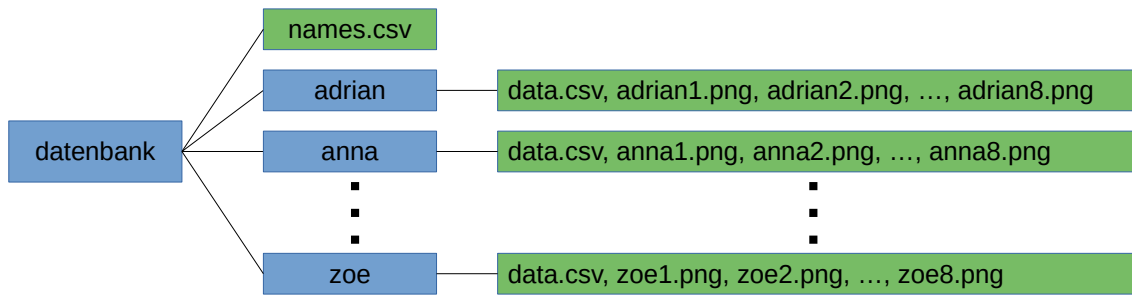 names.csv
adrian
data.csv, adrian1.png, adrian2.png, …, adrian8.png
datenbank
anna
data.csv, anna1.png, anna2.png, …, anna8.png
zoe
data.csv, zoe1.png, zoe2.png, …, zoe8.png